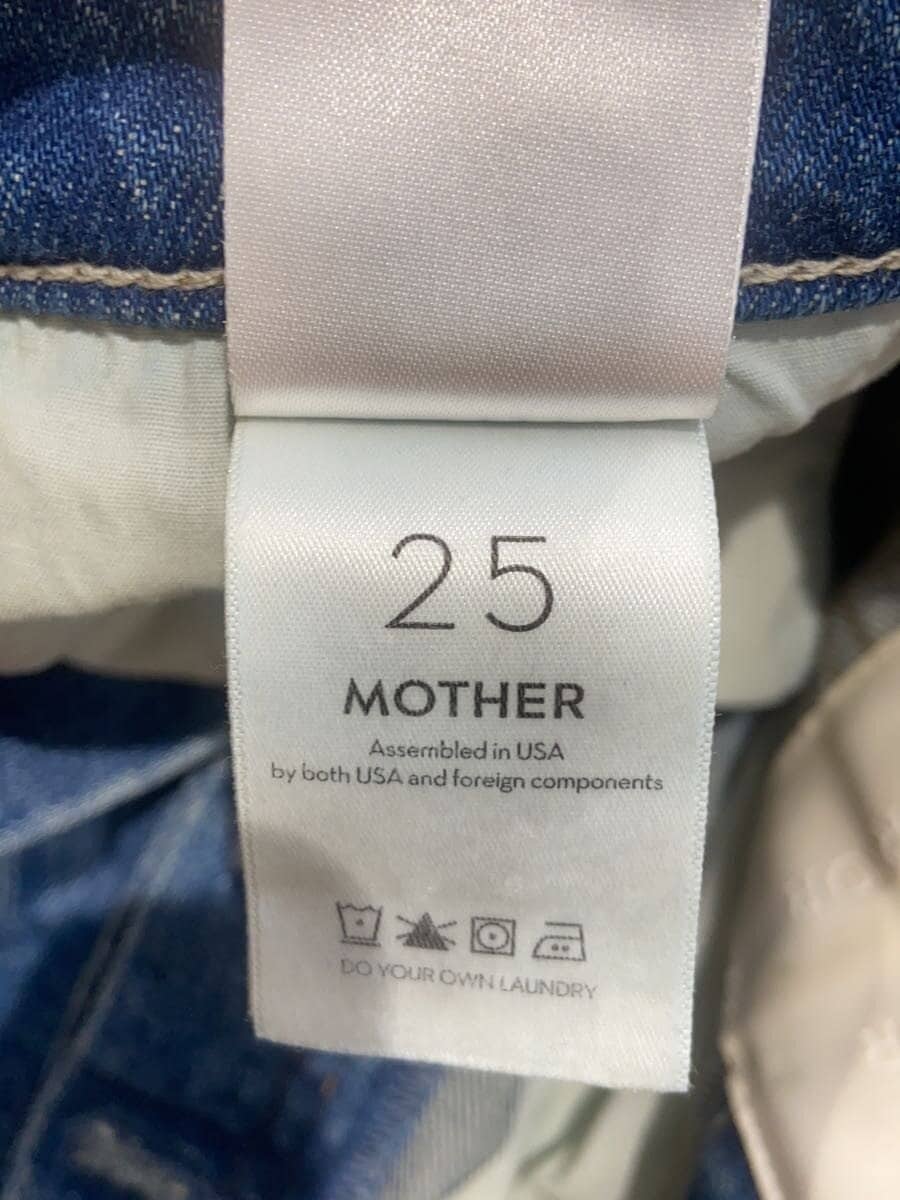 25
MOTHER
Assembled in USA
by both USA and foreign components
DO YOUR OWN LAUNDRY